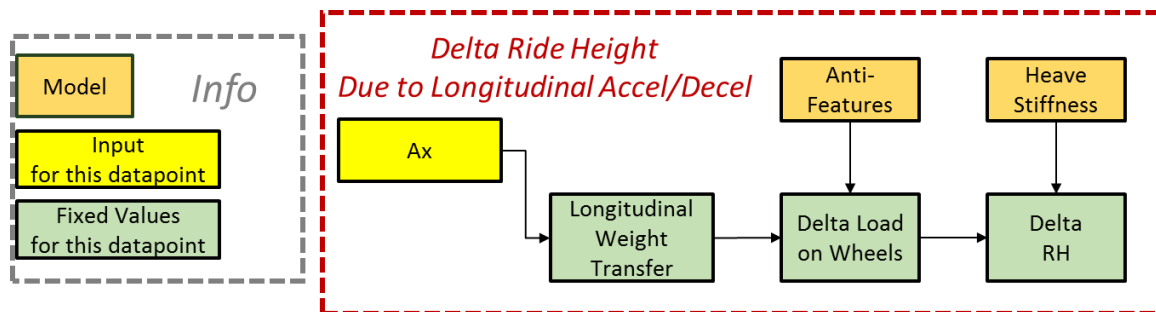 Info
Model
Input
for this datapoint
Fixed Values
for this datapoint
Delta Ride Height
Due to Longitudinal Accel/Decel
Ax
Longitudinal
Weight
Transfer
Anti-
Features
Delta Load
on Wheels
Heave
Stiffness
Delta
RH